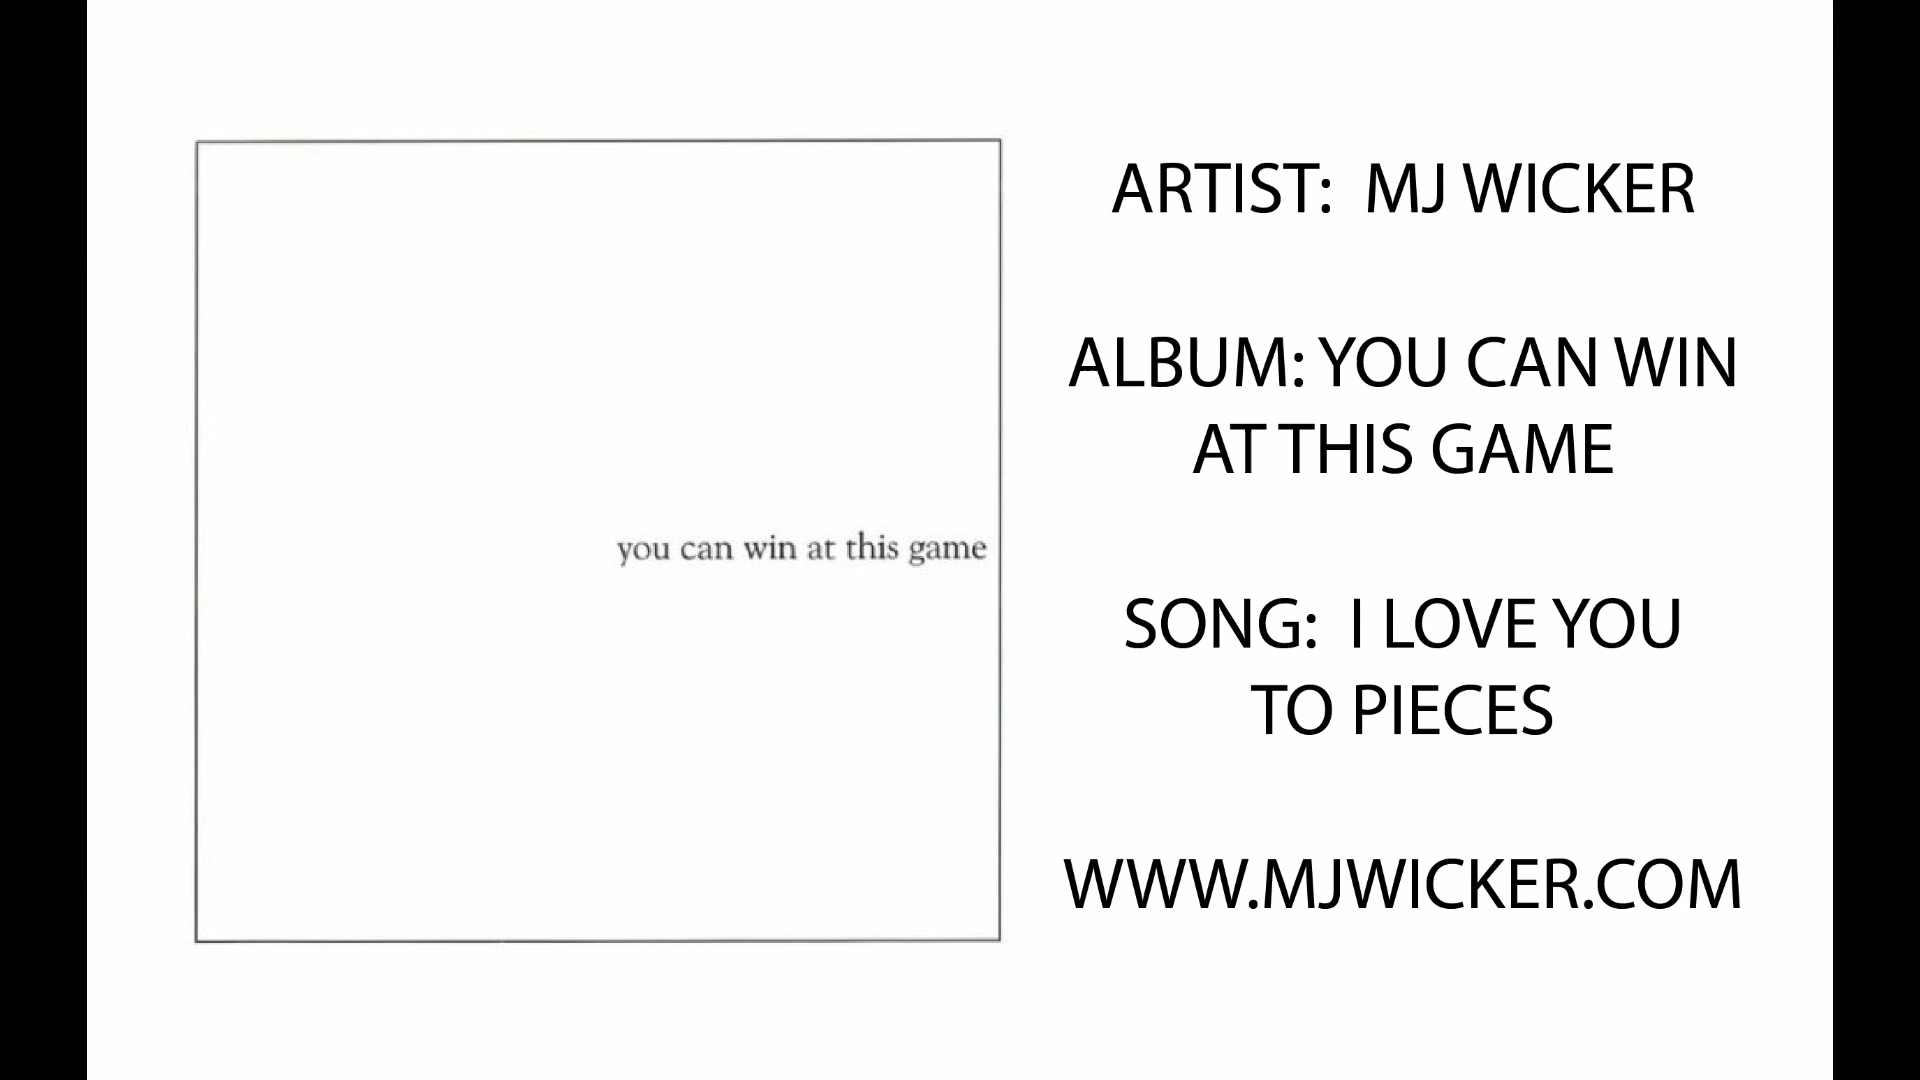 you can win at this game
ARTIST: MJ WICKER
ALBUM: YOU CAN WIN
AT THIS GAME
SONG: I LOVE YOU
TO PIECES
WWW.MJWICKER.COM